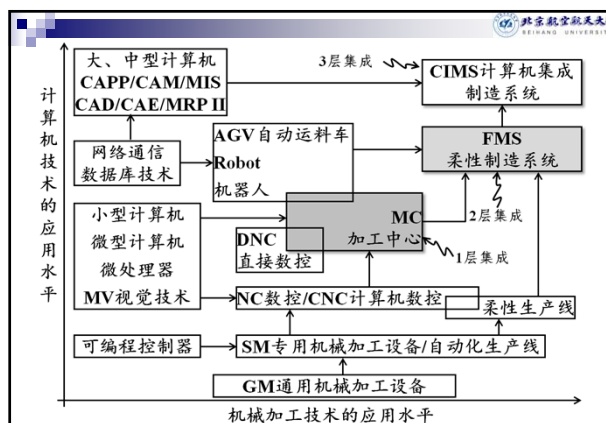 北京航空航天大
BEIHANG UNIVERSITY
计算机技术的应用水平
大、中型计算机
CAPP/CAM/MIS
CAD/CAE/MRP II
3层集成
CIMS计算机集成
制造系统
网络通信
数据库技术
AGV自动运料车
Robot
机器人
FMS
柔性制造系统
小型计算机
微型计算机
微处理器
MV视觉技术
MC
加工中心
DNC
直接数控
2层集成
1层集成
NC数控/CNC计算机数控
柔性生产线
可编程控制器
SM专用机械加工设备/自动化生产线
GM通用机械加工设备
机械加工技术的应用水平